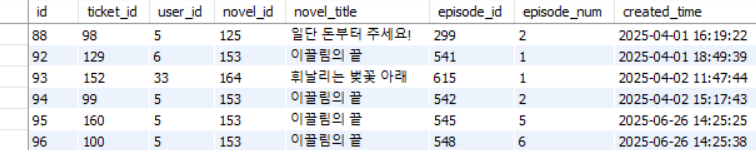 id ticket_id user_id novel_id novel_title episode_id episode_num created_time
88 98 5 125 일단 돈부터 주세요! 299 2 2025-04-01 16:19:22
92 129 6 153 이끌림의 끝 541 1 2025-04-01 18:49:39
93 152 33 164 휘날리는 벚꽃 아래 615 1 2025-04-02 11:47:44
94 99 5 153 이끌림의 끝 542 2 2025-04-02 15:17:43
95 160 5 153 이끌림의 끝 545 5 2025-06-26 14:25:25
96 100 5 153 이끌림의 끝 548 6 2025-06-26 14:25:38